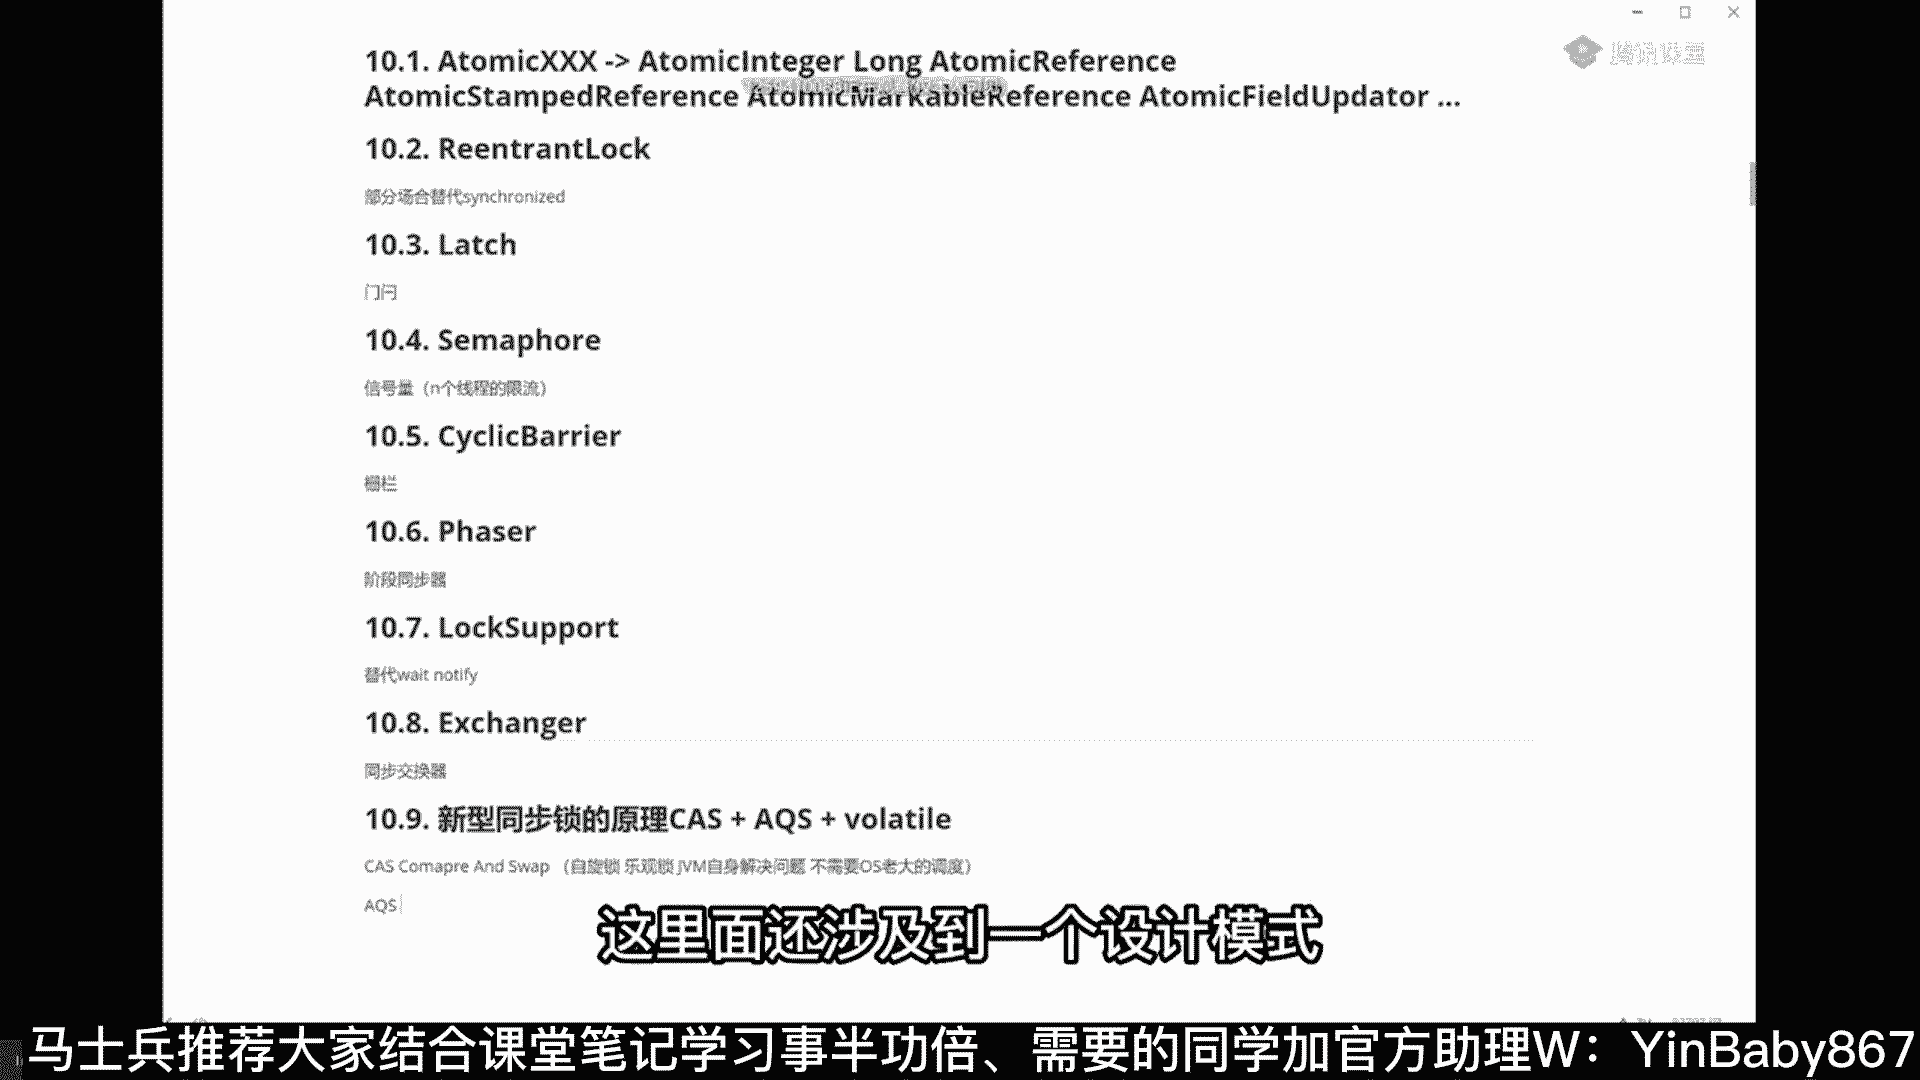 10.1. AtomicXXX -> AtomicInteger Long AtomicReference
AtomicStampedReference AtomicMarkableReference AtomicFieldUpdator ...
腾讯课堂
10.2. ReentrantLock
部分场合替代synchronized
10.3. Latch
门闩
10.4. Semaphore
信号量（n个线程的限流）
10.5. CyclicBarrier
栅栏
10.6. Phaser
阶段同步器
10.7. LockSupport
替代wait notify
10.8. Exchanger
同步交换器
10.9. 新型同步锁的原理CAS + AQS + volatile
CAS Comapre And Swap （自旋锁 乐观锁 JVM自身解决问题 不需要OS老大的调度）
AQS
这里面还涉及到一个设计模式
马士兵推荐大家结合课堂笔记学习事半功倍、需要的同学加官方助理W：YinBaby867